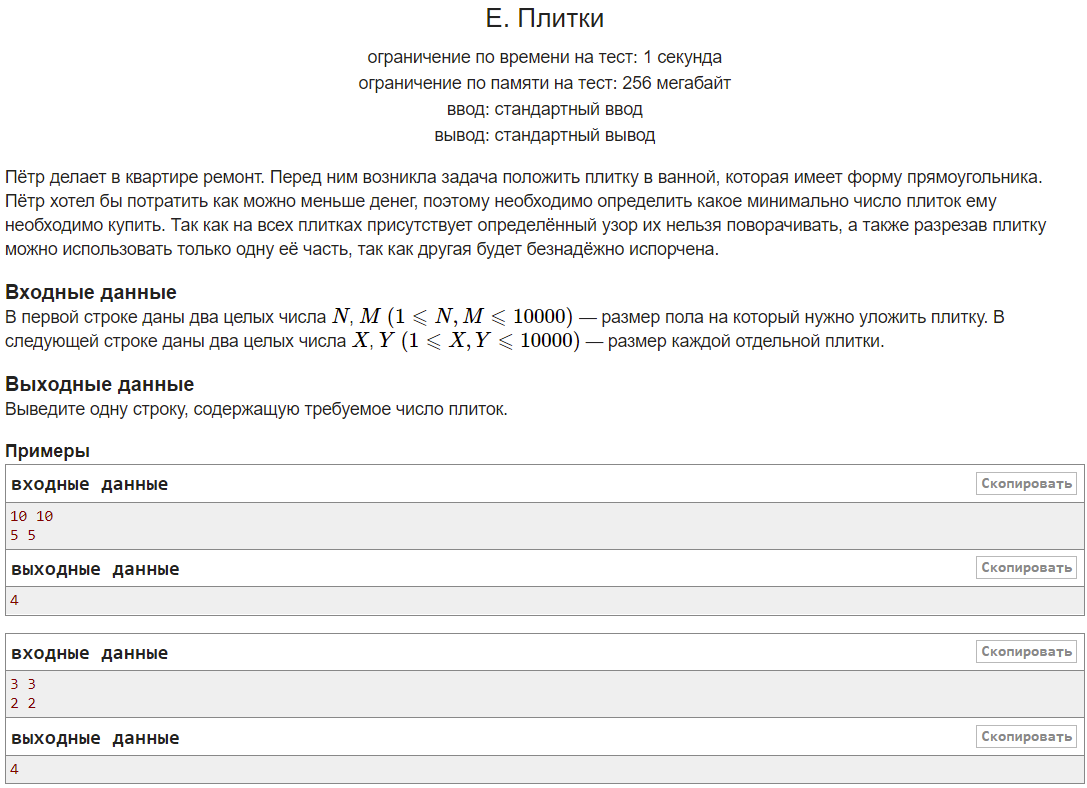 E. Плитки
ограничение по времени на тест: 1 секунда
ограничение по памяти на тест: 256 мегабайт
ввод: стандартный ввод
вывод: стандартный вывод
Пётр делает в квартире ремонт. Перед ним возникла задача положить плитку в ванной, которая имеет форму прямоугольника.
Пётр хотел бы потратить как можно меньше денег, поэтому необходимо определить какое минимально число плиток ему
необходимо купить. Так как на всех плитках присутствует определённый узор их нельзя поворачивать, а также разрезав плитку
можно использовать только одну её часть, так как другая будет безнадёжно испорчена.
Входные данные
В первой строке даны два целых числа N, M (1 ⩽ N, M ⩽ 10000) — размер пола на который нужно уложить плитку. В
следующей строке даны два целых числа X, Y (1 ⩽ X, Y ⩽ 10000) — размер каждой отдельной плитки.
Выходные данные
Выведите одну строку, содержащую требуемое число плиток.
Примеры
входные данные Скопировать
10 10
5 5
выходные данные Скопировать
4
входные данные Скопировать
3 3
2 2
выходные данные Скопировать
4